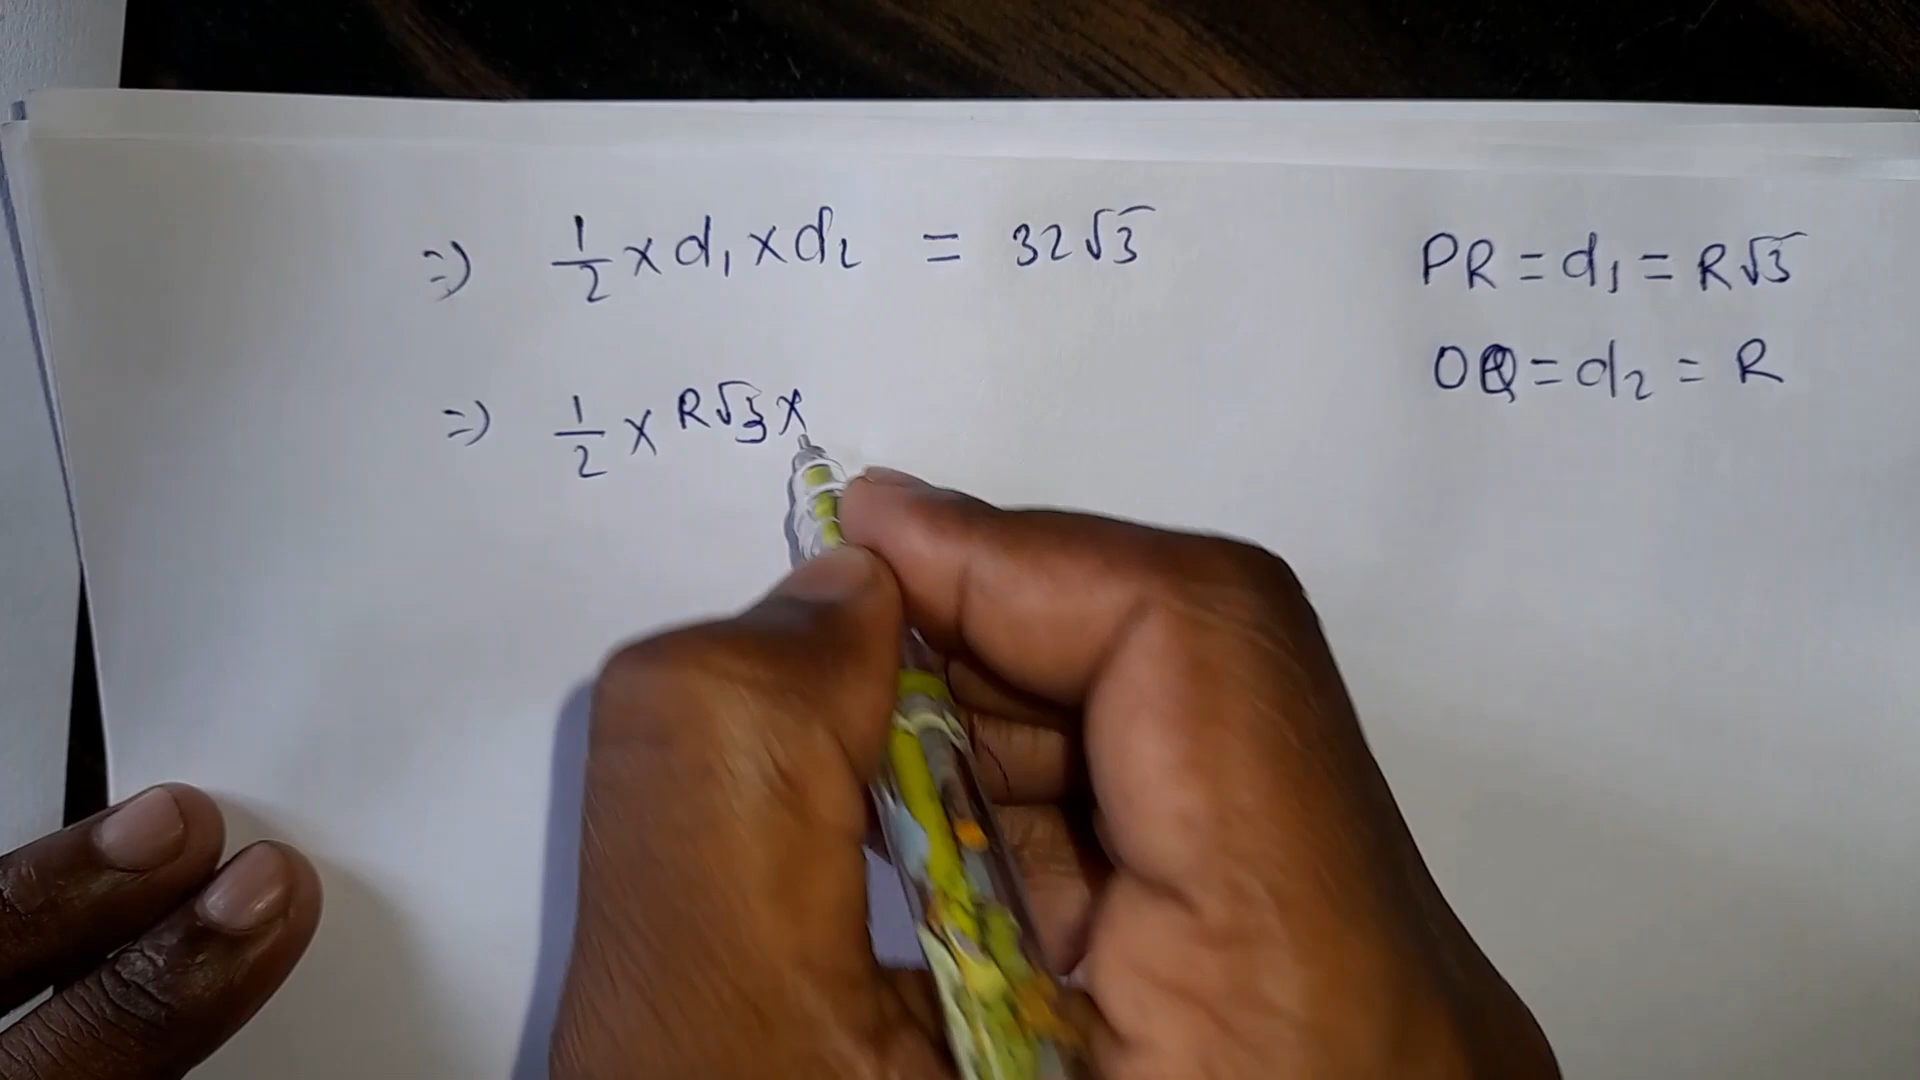 =) 1/2 x d₁ x d₂ = 32√3
=) 1/2 x R√3 x
PR = d₁ = R√3
OQ = d₂ = R